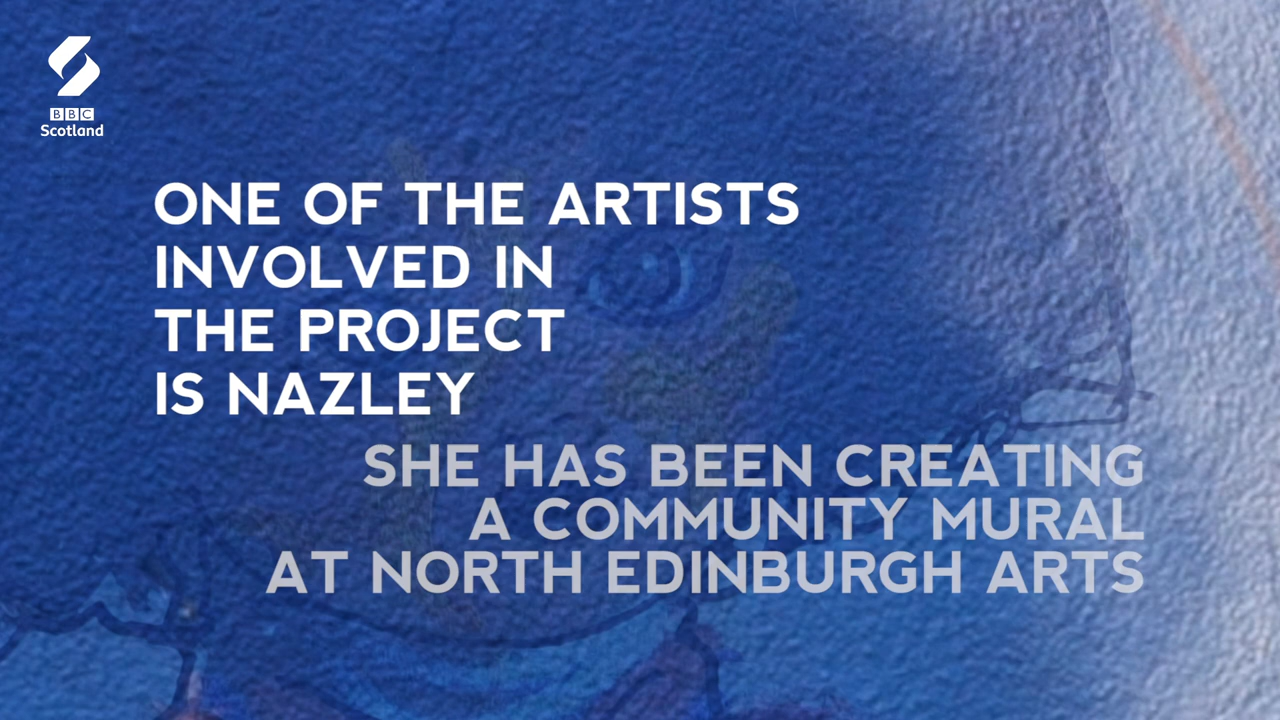 BBC
Scotland
ONE OF THE ARTISTS
INVOLVED IN
THE PROJECT
IS NAZLEY
SHE HAS BEEN CREATING
A COMMUNITY MURAL
AT NORTH EDINBURGH ARTS